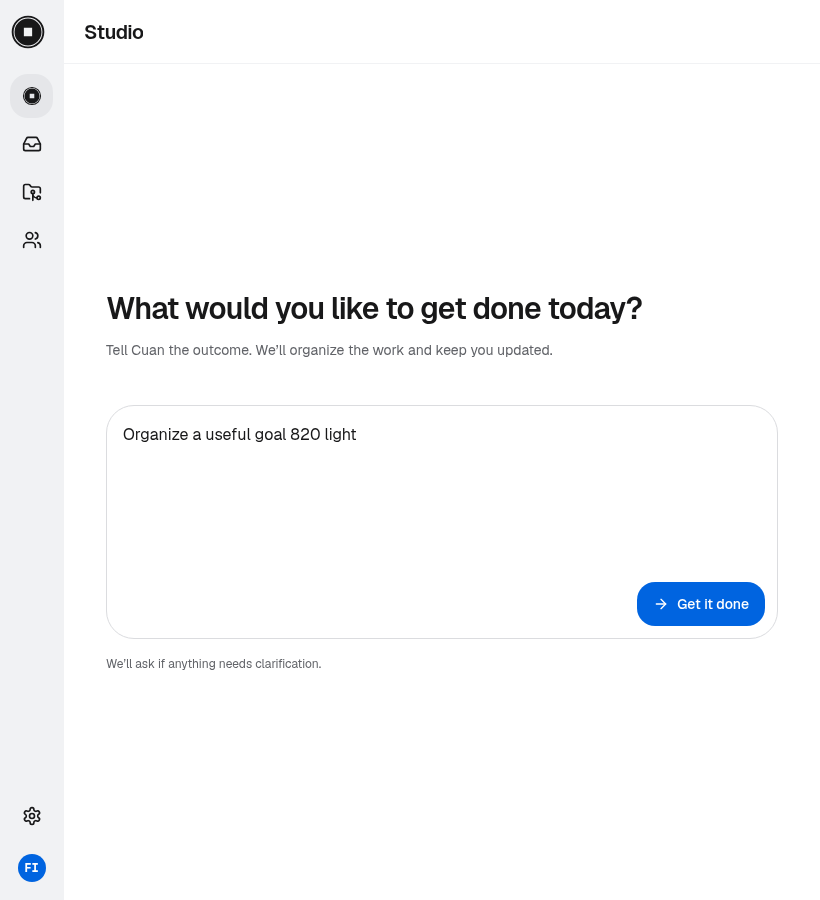 Studio
What would you like to get done today?
Tell Cuan the outcome. We'll organize the work and keep you updated.
Organize a useful goal 820 light
Get it done
We'll ask if anything needs clarification.
FI